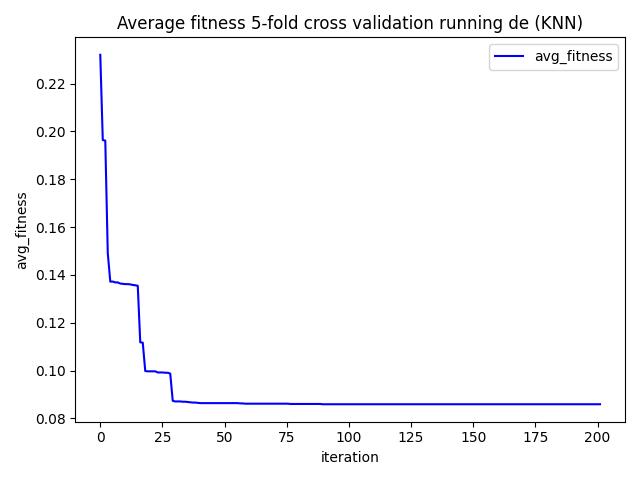 Average fitness 5-fold cross validation running de (KNN)
avg_fitness
0.22
0.20
0.18
0.16
0.14
0.12
0.10
0.08
avg_fitness
0 25 50 75 100 125 150 175 200
iteration